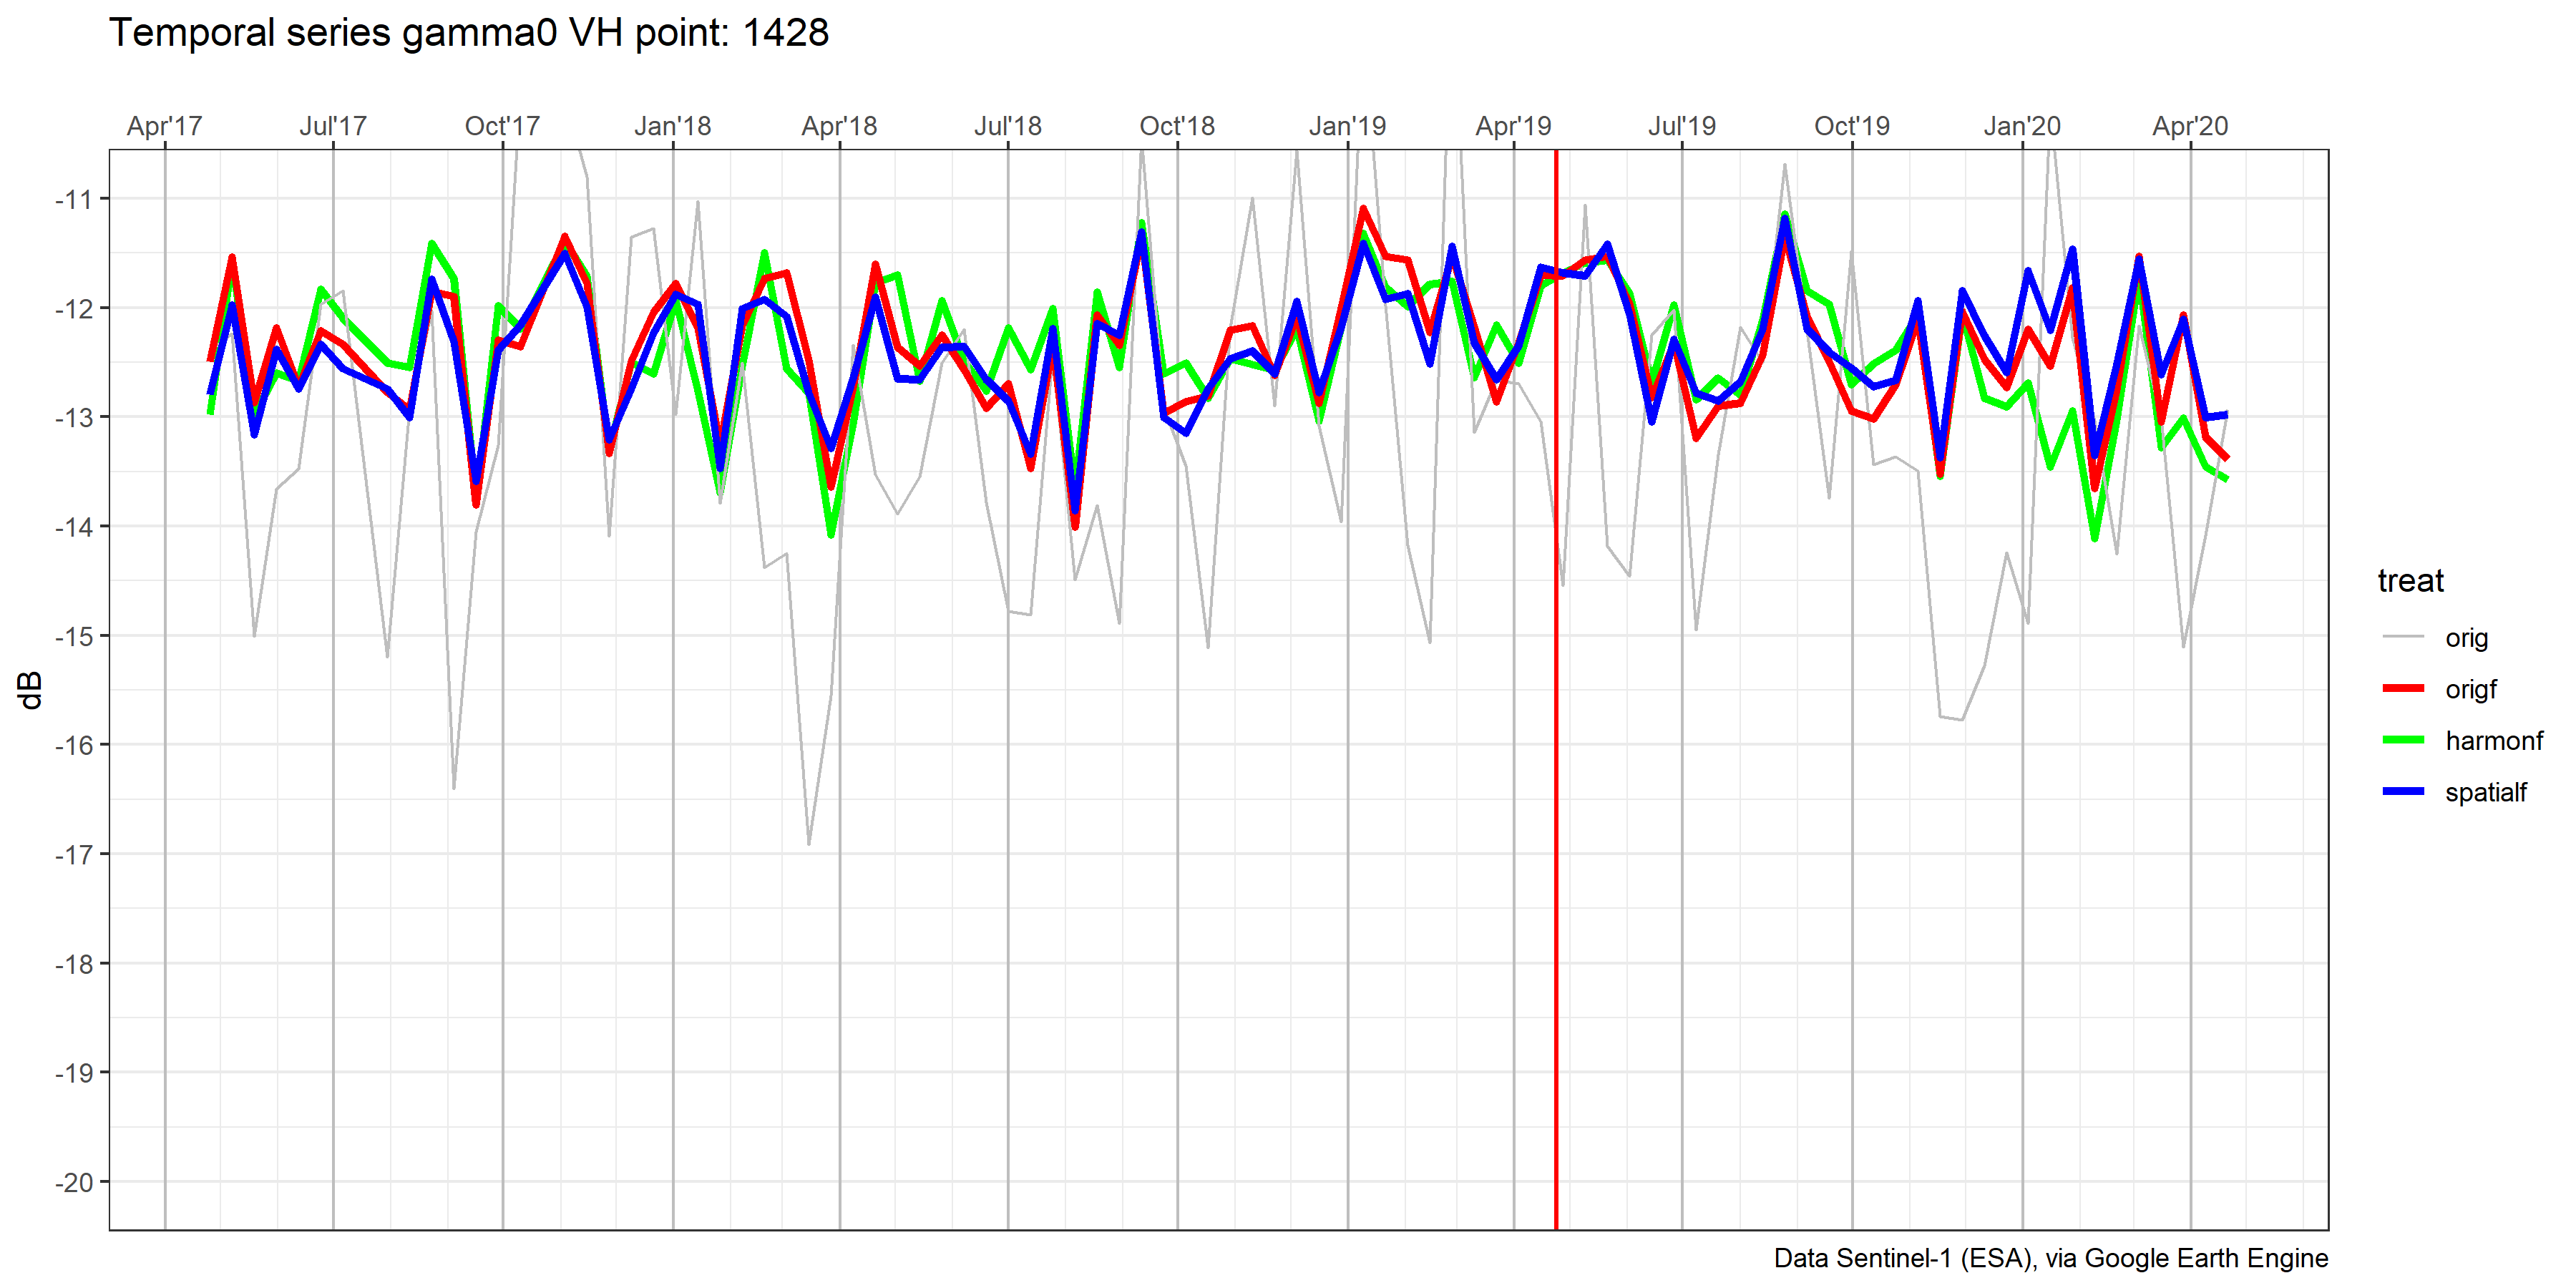 Temporal series gamma0 VH point: 1428
Apr'17 Jul'17 Oct'17 Jan'18 Apr'18 Jul'18 Oct'18 Jan'19 Apr'19 Jul'19 Oct'19 Jan'20 Apr'20
-11
-12
-13
-14
-15
-16
-17
-18
-19
-20
dB
treat
orig
origf
harmonf
spatialf
Data Sentinel-1 (ESA), via Google Earth Engine